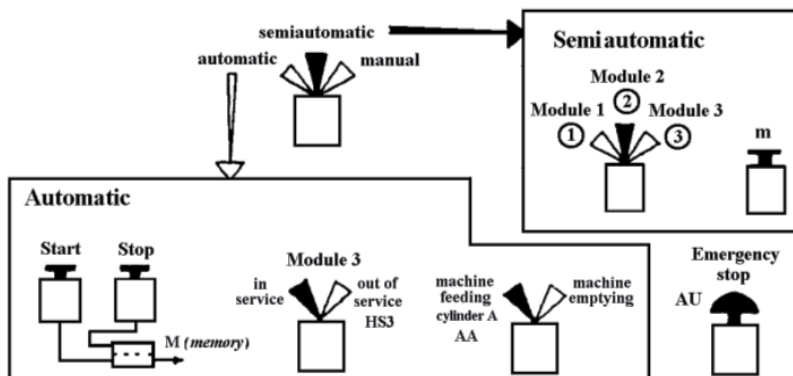 semiautomatic
automatic
manual
Semiautomatic
Module 2
2
Module 1
Module 3
1
3
m
Automatic
Start
Stop
M (memory)
Module 3
in
service
out of
service
HS3
machine
feeding
cylinder A
AA
machine
emptying
Emergency
stop
AU